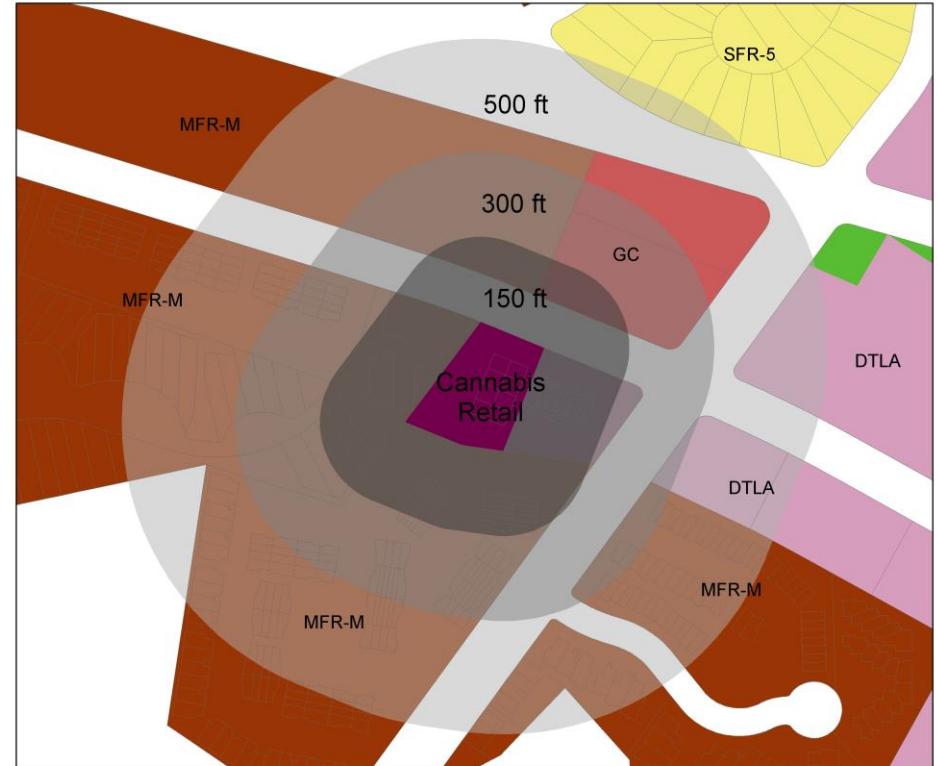 SFR-5
500 ft
MFR-M
300 ft
GC
MFR-M
150 ft
DTLA
Cannabis
Retail
DTLA
MFR-M
MFR-M